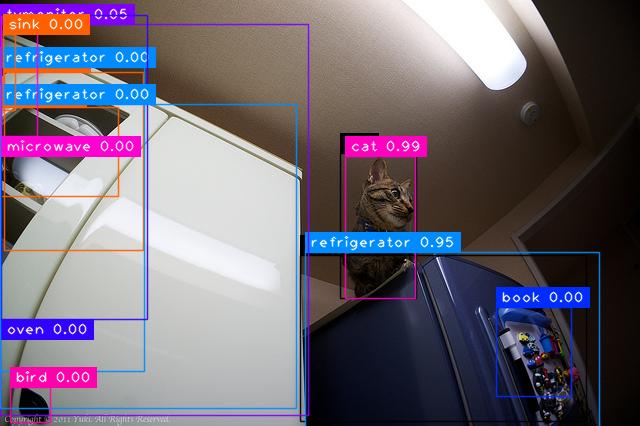 tvmonitor 0.05
sink 0.00
refrigerator 0.00
refrigerator 0.00
microwave 0.00
cat 0.99
refrigerator 0.95
book 0.00
oven 0.00
bird 0.00
Copyright © 2011 Yuki. All Rights Reserved.